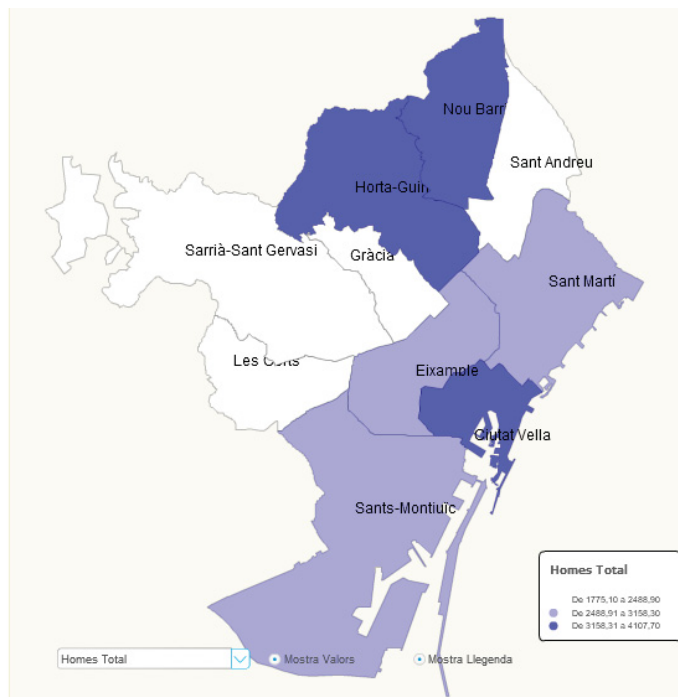 Nou Barr
Sant Andreu
Horta-Guin
Sarrià-Sant Gervasi
Gràcia
Sant Martí
Les Corts
Eixample
Ciutat Vella
Sants-Montjuïc
Homes Total
De 1775,10 a 2488,90
De 2488,91 a 3158,30
De 3158,31 a 4107,70
Homes Total
Mostra Valors
Mostra Llegenda